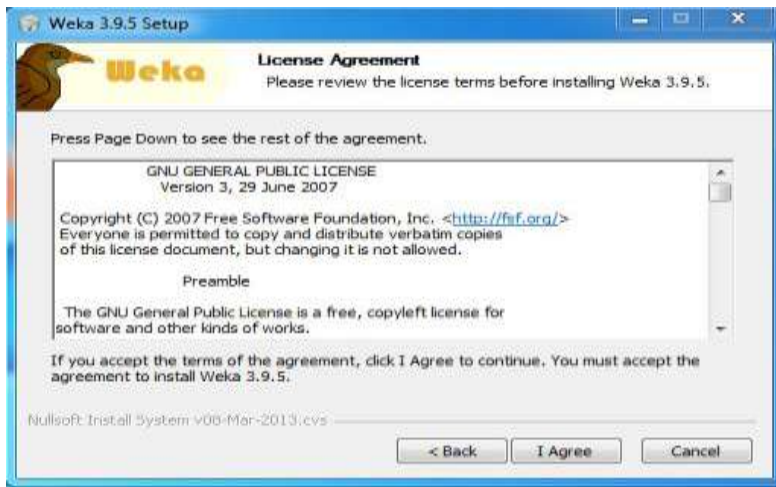 Weka 3.9.5 Setup
Weka
License Agreement
Please review the license terms before installing Weka 3.9.5.
Press Page Down to see the rest of the agreement.
GNU GENERAL PUBLIC LICENSE
Version 3, 29 June 2007
Copyright (C) 2007 Free Software Foundation, Inc. <http://fsf.org/>
Everyone is permitted to copy and distribute verbatim copies
of this license document, but changing it is not allowed.
Preamble
The GNU General Public License is a free, copyleft license for
software and other kinds of works.
If you accept the terms of the agreement, click I Agree to continue. You must accept the
agreement to install Weka 3.9.5.
Nullsoft Install System v08-Mar-2013.cvs
< Back
I Agree
Cancel